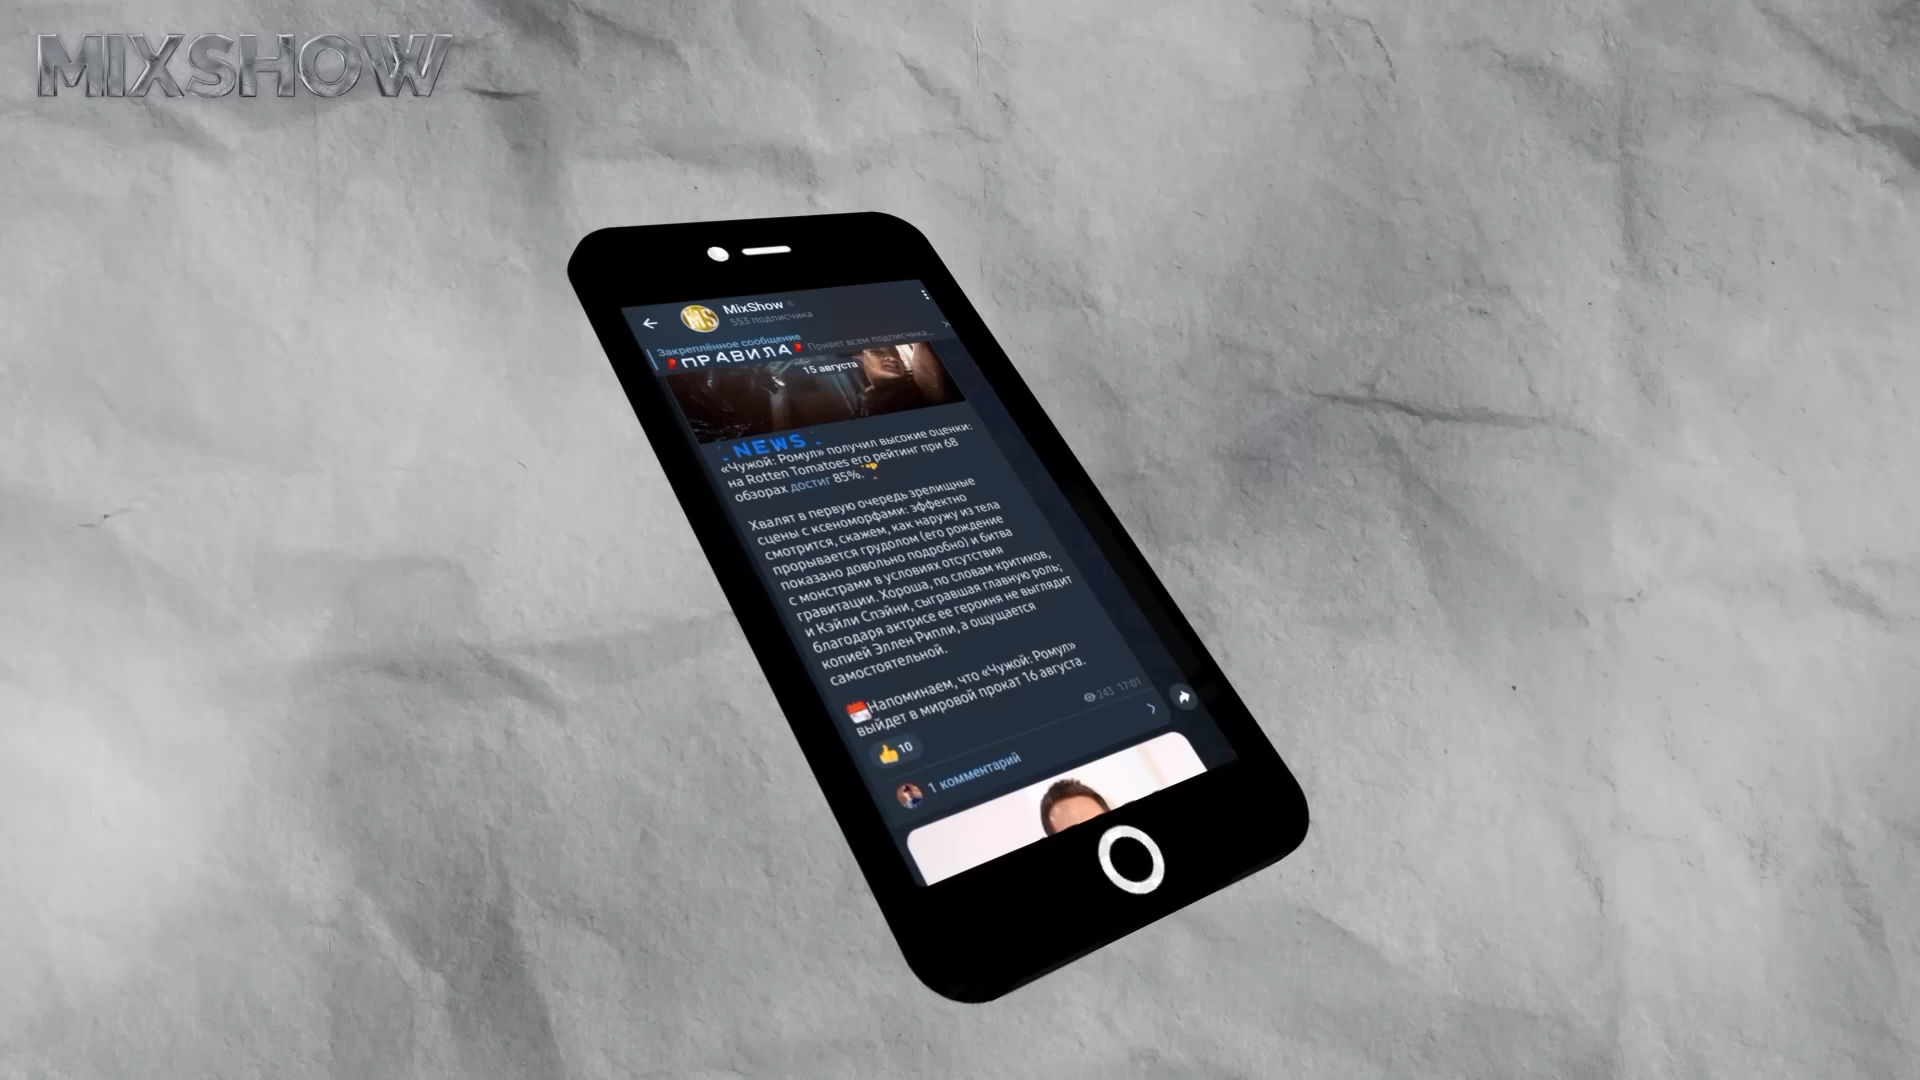 MIXSHOW
MixShow
553 подписчика
Закреплённое сообщение
ПРАВИЛА Привет всем подписчика...
15 августа
NEWS
«Чужой: Ромул» получил высокие оценки:
на Rotten Tomatoes его рейтинг при 68
обзорах достиг 85%.
Хвалят в первую очередь зрелищные
сцены с ксеноморфами: эффектно
смотрится, скажем, как наружу из тела
прорывается грудолом (его рождение
показано довольно подробно) и битва
с монстрами в условиях отсутствия
гравитации. Хороша, по словам критиков,
и Кэйли Спэйни, сыгравшая главную роль;
благодаря актрисе ее героиня не выглядит
копией Эллен Рипли, а ощущается
самостоятельной.
Напоминаем, что «Чужой: Ромул»
выйдет в мировой прокат 16 августа.
243 17:01
10
1 комментарий
MS